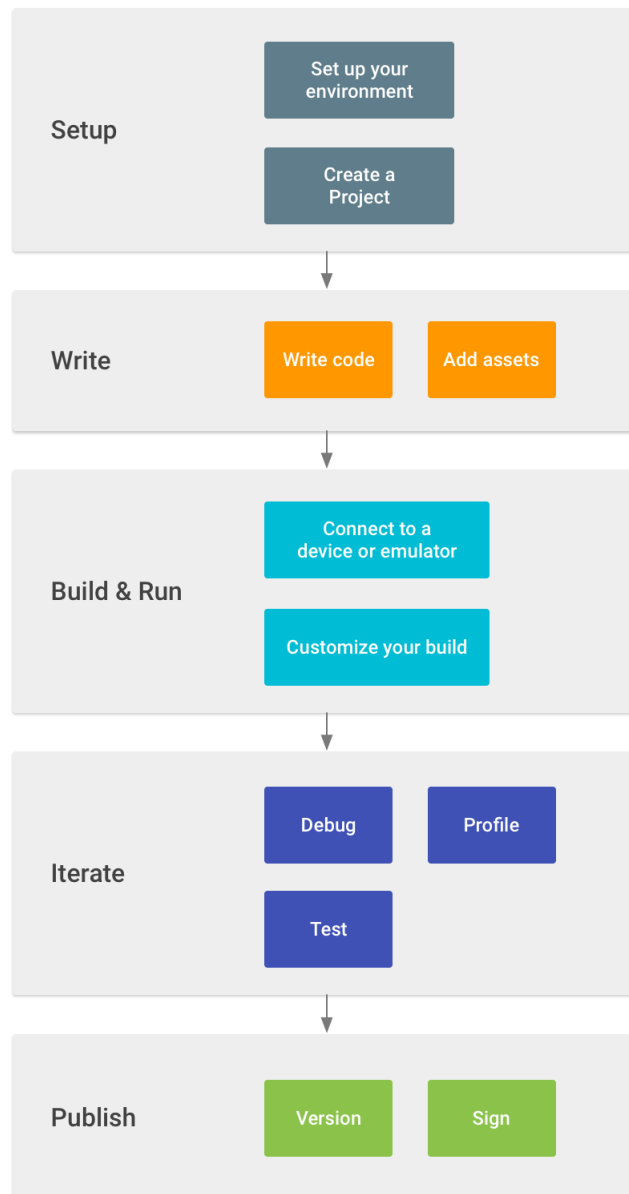 Setup
Set up your
environment
Create a
Project
Write
Write code
Add assets
Build & Run
Connect to a
device or emulator
Customize your build
Iterate
Debug
Profile
Test
Publish
Version
Sign